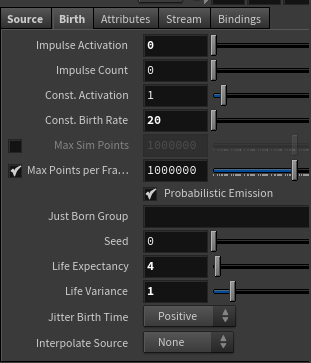 Source Birth Attributes Stream Bindings
Impulse Activation 0
Impulse Count 0
Const. Activation 1
Const. Birth Rate 20
Max Sim Points 1000000
Max Points per Fra... 1000000
Probabilistic Emission
Just Born Group
Seed 0
Life Expectancy 4
Life Variance 1
Jitter Birth Time Positive
Interpolate Source None